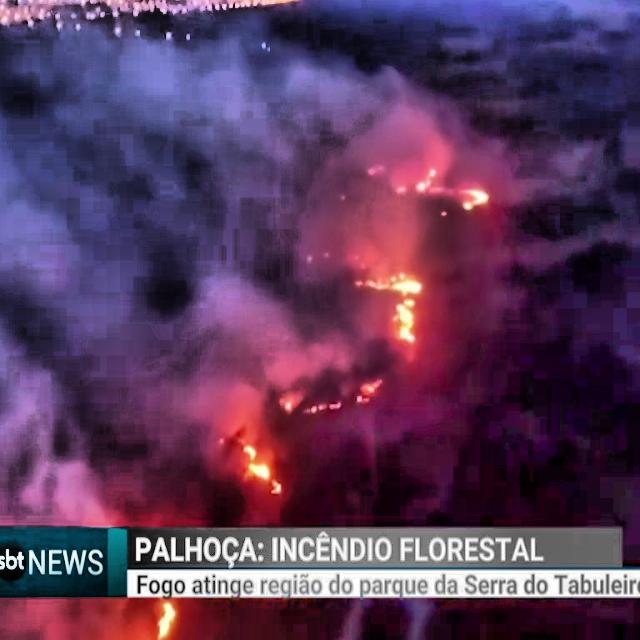 PALHOÇA: INCÊNDIO FLORESTAL
sbt NEWS
Fogo atinge região do parque da Serra do Tabuleiro